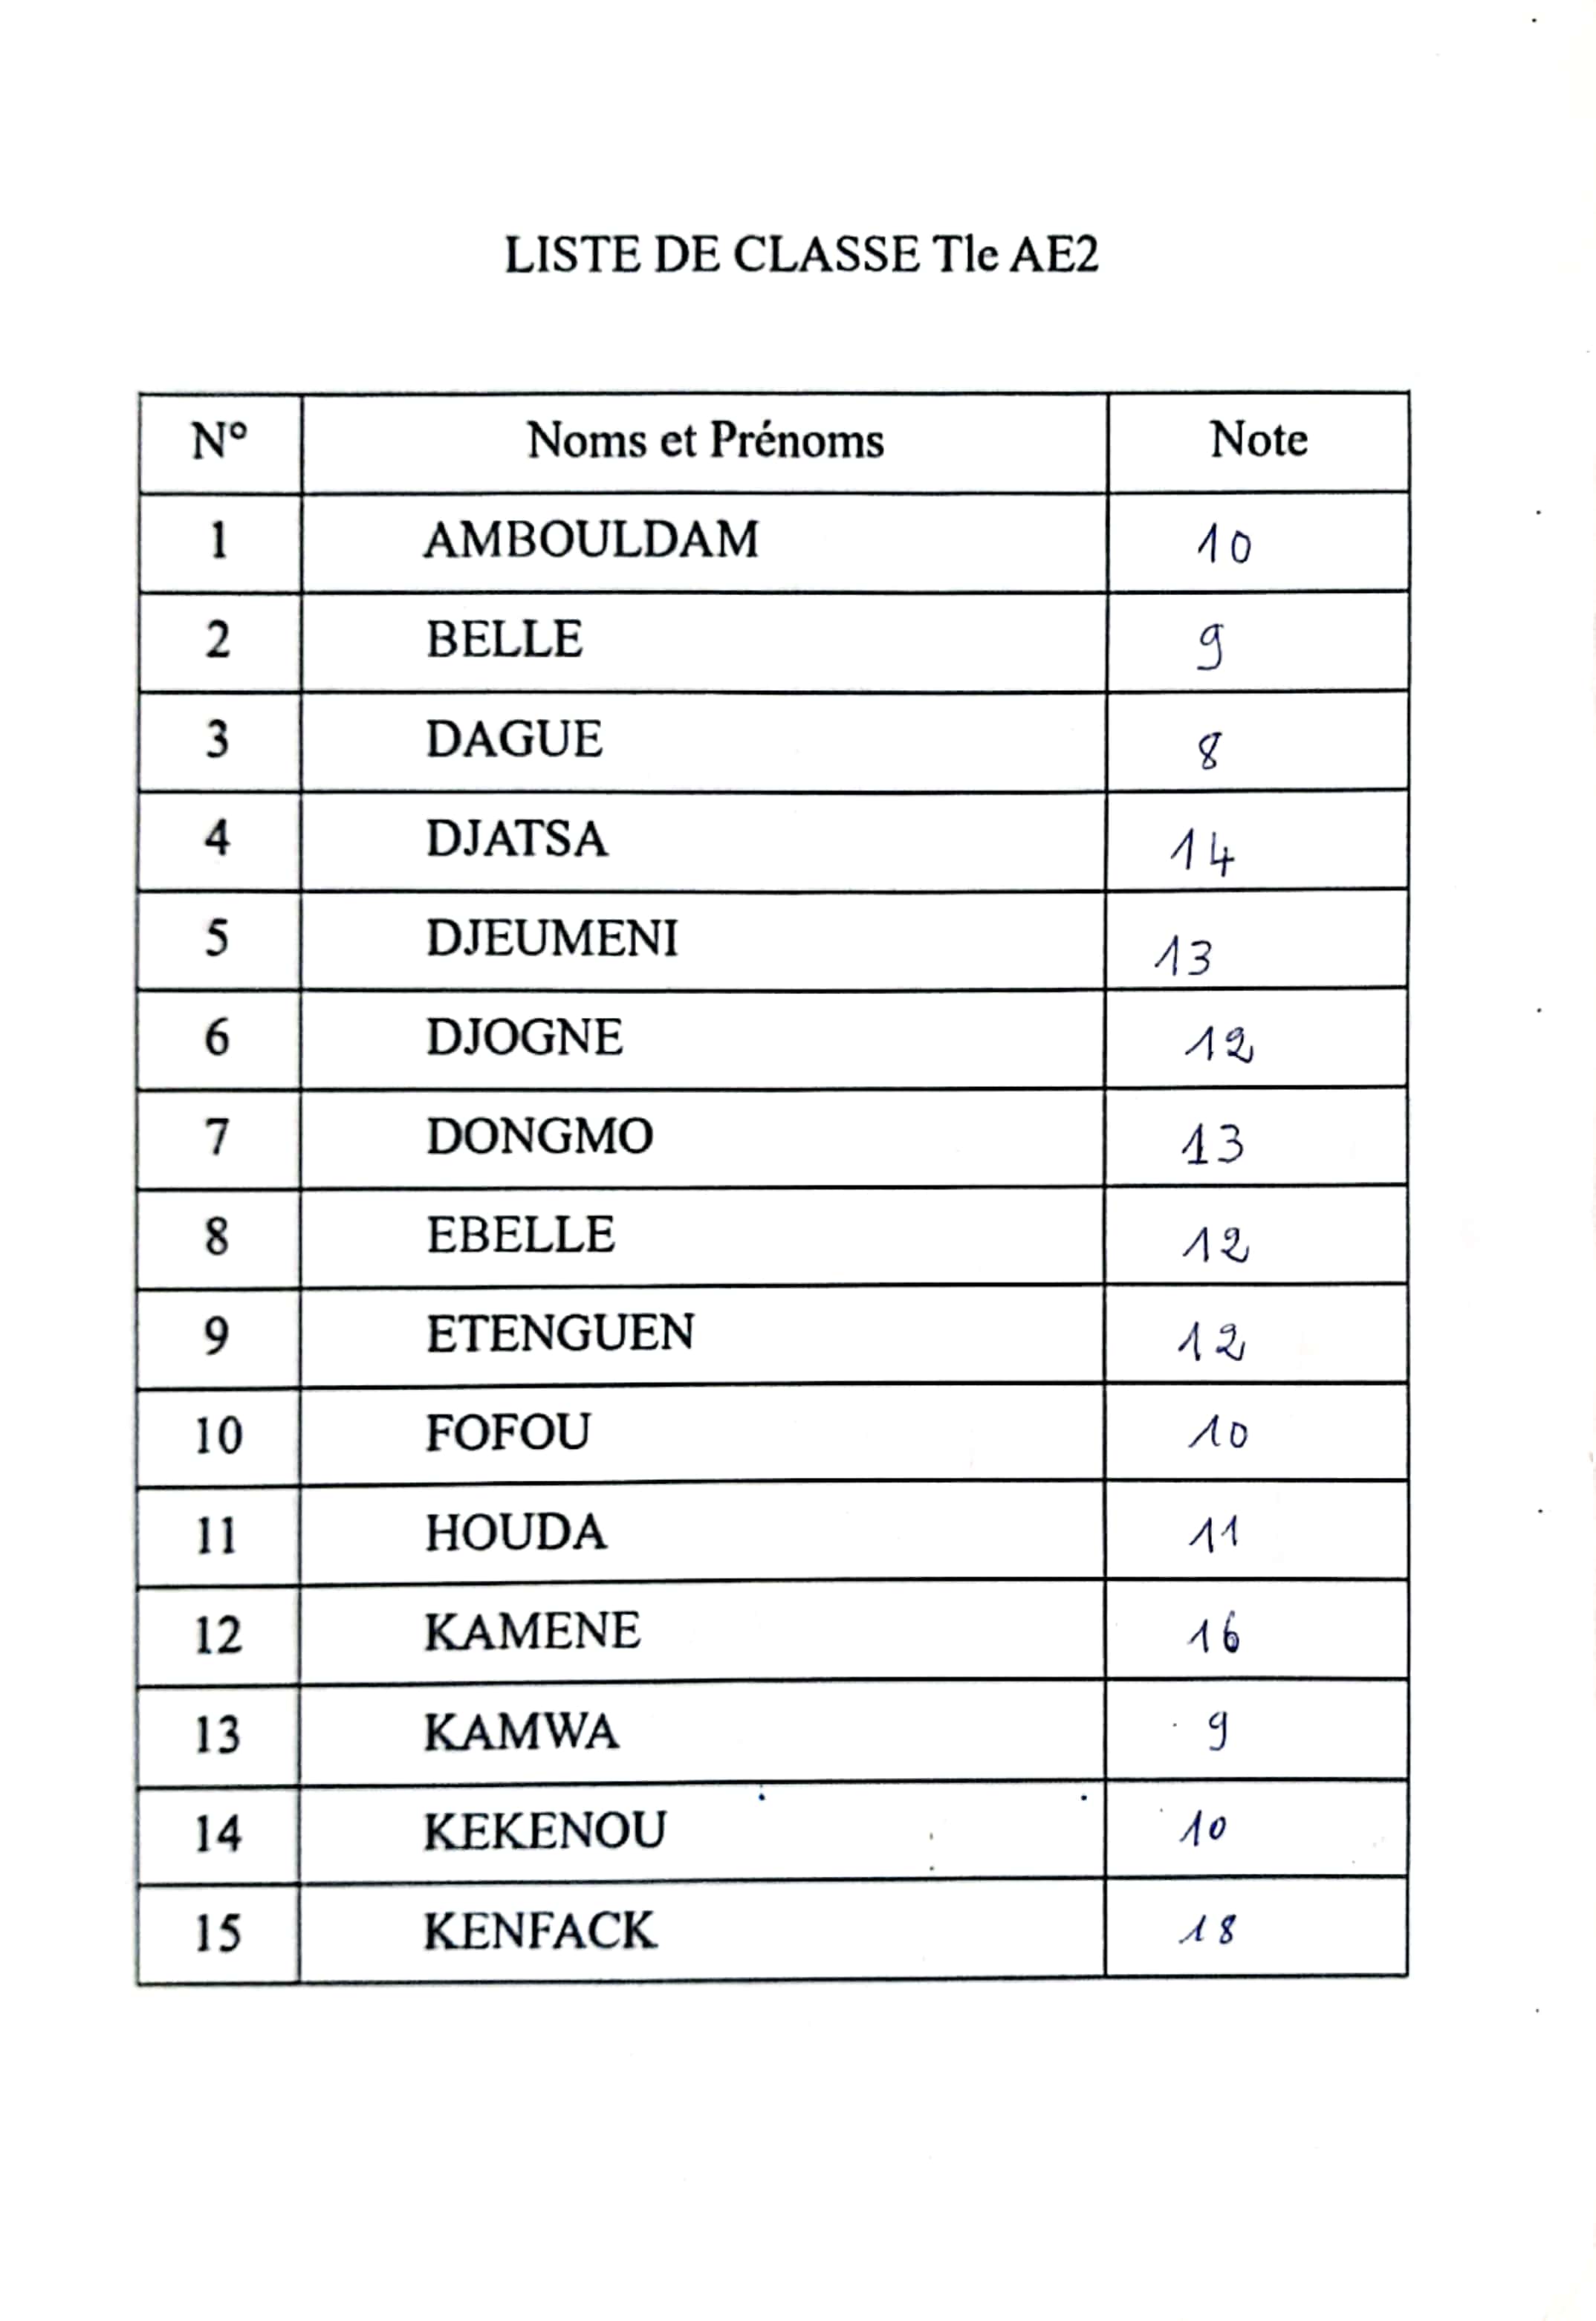 LISTE DE CLASSE Tle AE2
N° Noms et Prénoms Note
1 AMBOULDAM 10
2 BELLE 9
3 DAGUE 8
4 DJATSA 14
5 DJEUMENI 13
6 DJOGNE 12
7 DONGMO 13
8 EBELLE 12
9 ETENGUEN 12
10 FOFOU 10
11 HOUDA 11
12 KAMENE 16
13 KAMWA 9
14 KEKENOU 10
15 KENFACK 18